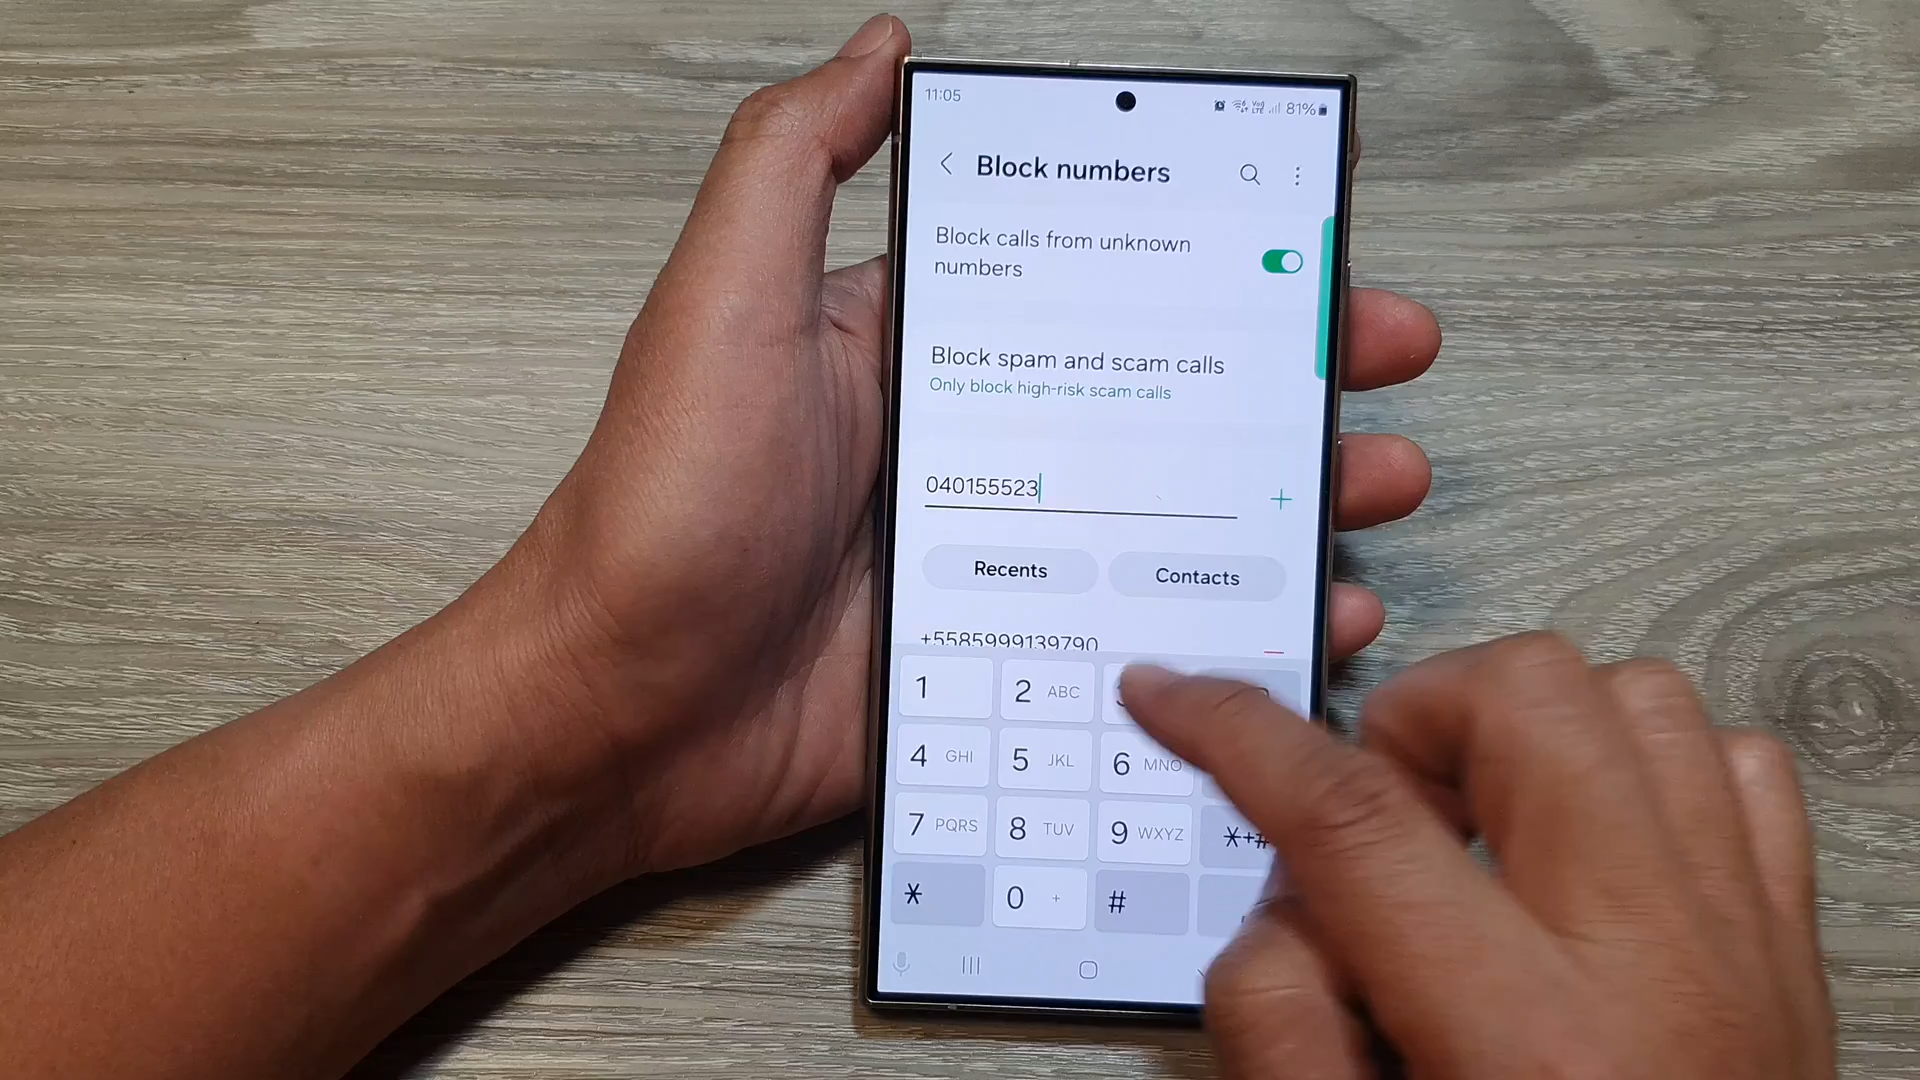 11:05
81%
Block numbers
Block calls from unknown
numbers
Block spam and scam calls
Only block high-risk scam calls
040155523
+
Recents
Contacts
+5585999139790
1
2 ABC
4 GHI
5 JKL
6 MNO
7 PQRS
8 TUV
9 WXYZ
*+#
*
0 +
#